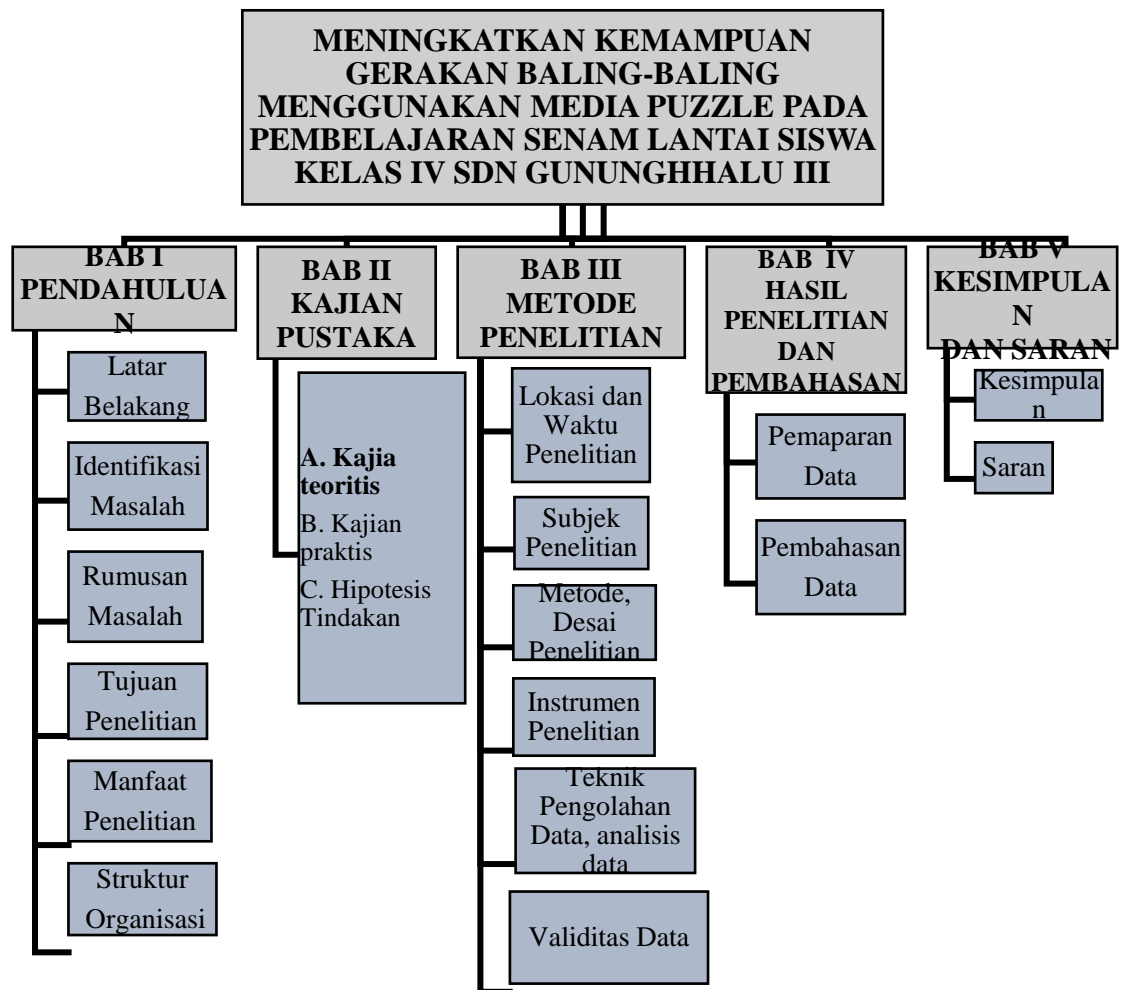 MENINGKATKAN KEMAMPUAN
GERAKAN BALING-BALING
MENGGUNAKAN MEDIA PUZZLE PADA
PEMBELAJARAN SENAM LANTAI SISWA
KELAS IV SDN GUNUNGHHALU III
BAB I
PENDAHULUA
N
Latar
Belakang
Identifikasi
Masalah
Rumusan
Masalah
Tujuan
Penelitian
Manfaat
Penelitian
Struktur
Organisasi
BAB II
KAJIAN
PUSTAKA
A. Kajia
teoritis
B. Kajian
praktis
C. Hipotesis
Tindakan
BAB III
METODE
PENELITIAN
Lokasi dan
Waktu
Penelitian
Subjek
Penelitian
Metode,
Desai
Penelitian
Instrumen
Penelitian
Teknik
Pengolahan
Data, analisis
data
Validitas Data
BAB IV
HASIL
PENELITIAN
DAN
PEMBAHASAN
Pemaparan
Data
Pembahasan
Data
BAB V
KESIMPULA
N
DAN SARAN
Kesimpula
n
Saran